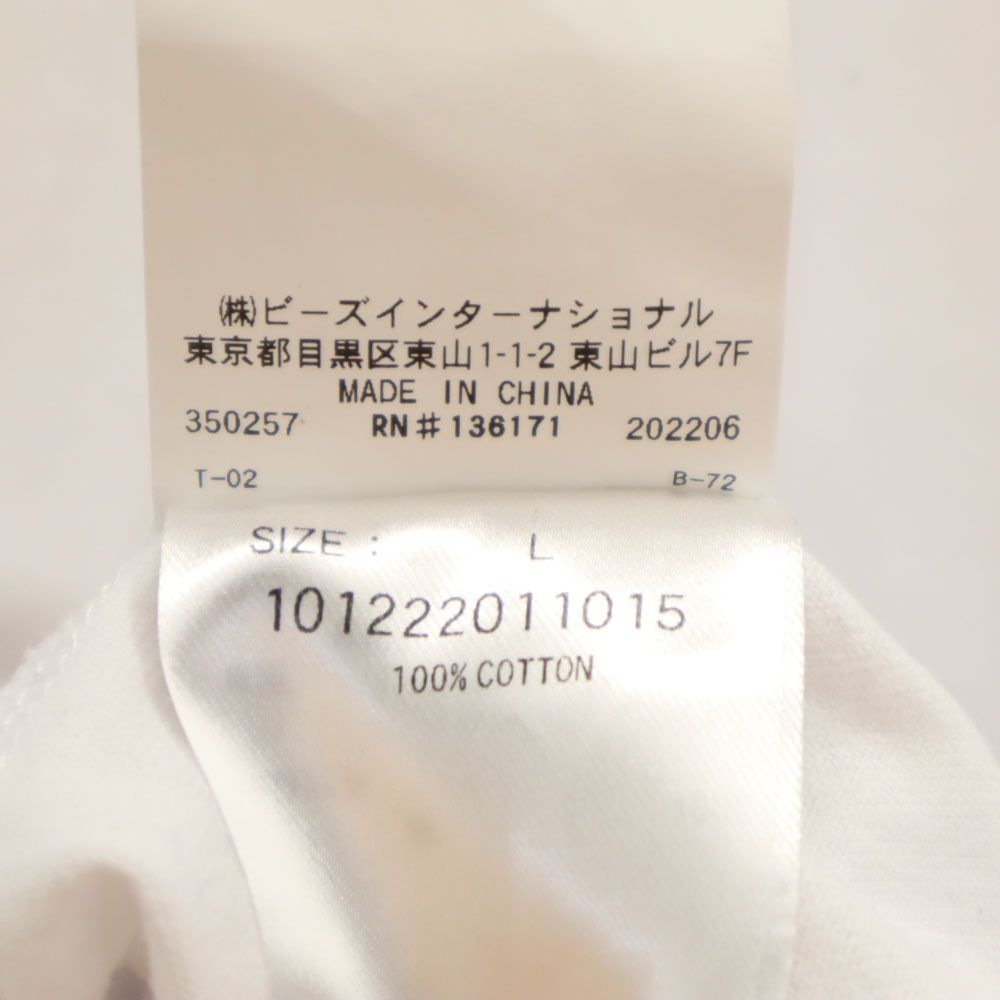 ㈱ビーズインターナショナル
東京都目黒区東山1-1-2 東山ビル7F
MADE IN CHINA
350257 RN#136171 202206
T-02 B-72
SIZE : L
101222011015
100% COTTON